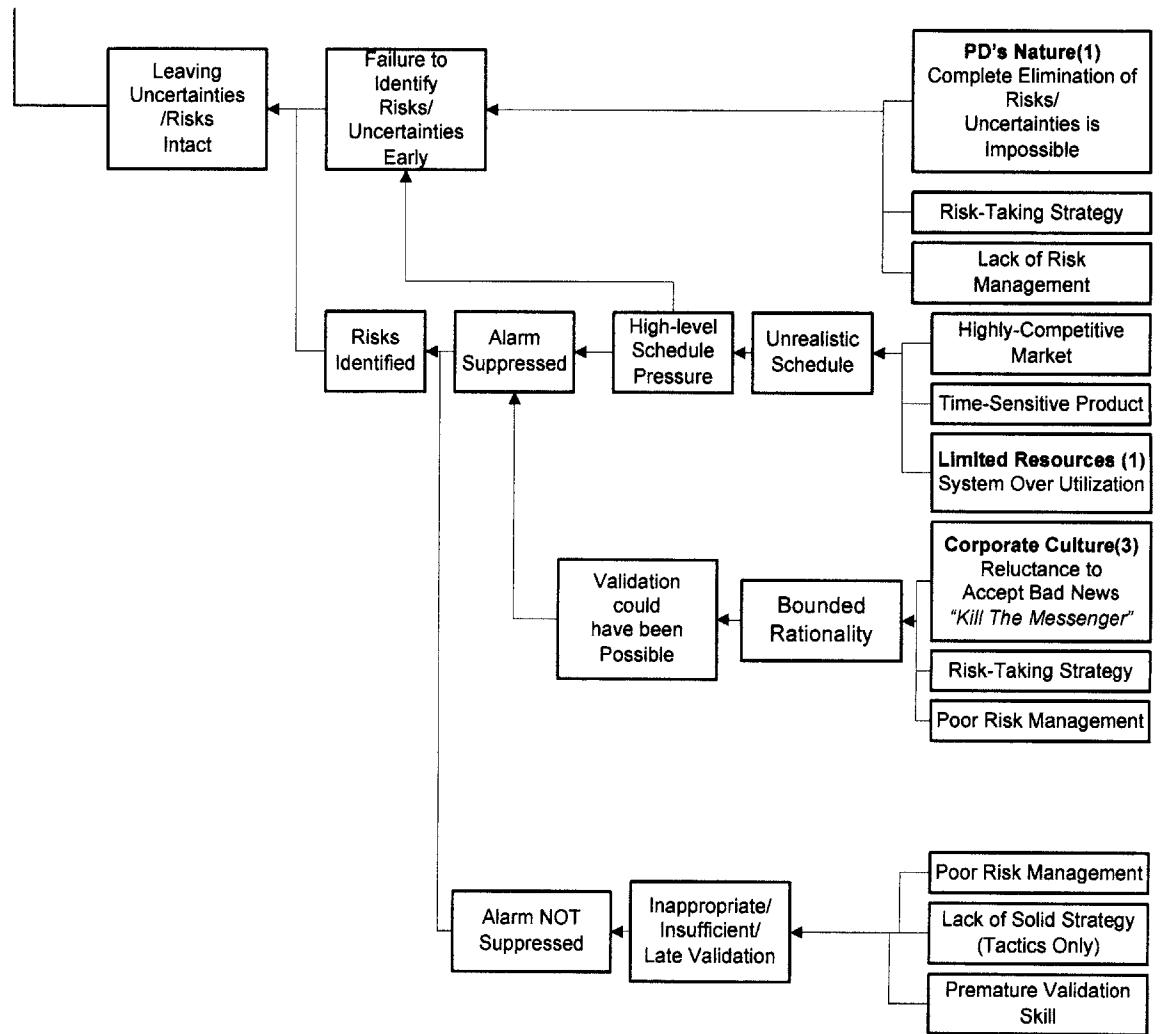 Leaving
Uncertainties
/Risks
Intact
Failure to
Identify
Risks/
Uncertainties
Early
PD's Nature(1)
Complete Elimination of
Risks/
Uncertainties is
Impossible
Risk-Taking Strategy
Lack of Risk
Management
Risks
Identified
Alarm
Suppressed
High-level
Schedule
Pressure
Unrealistic
Schedule
Highly-Competitive
Market
Time-Sensitive Product
Limited Resources (1)
System Over Utilization
Validation
could
have been
Possible
Bounded
Rationality
Corporate Culture(3)
Reluctance to
Accept Bad News
"Kill The Messenger"
Risk-Taking Strategy
Poor Risk Management
Alarm NOT
Suppressed
Inappropriate/
Insufficient/
Late Validation
Poor Risk Management
Lack of Solid Strategy
(Tactics Only)
Premature Validation
Skill